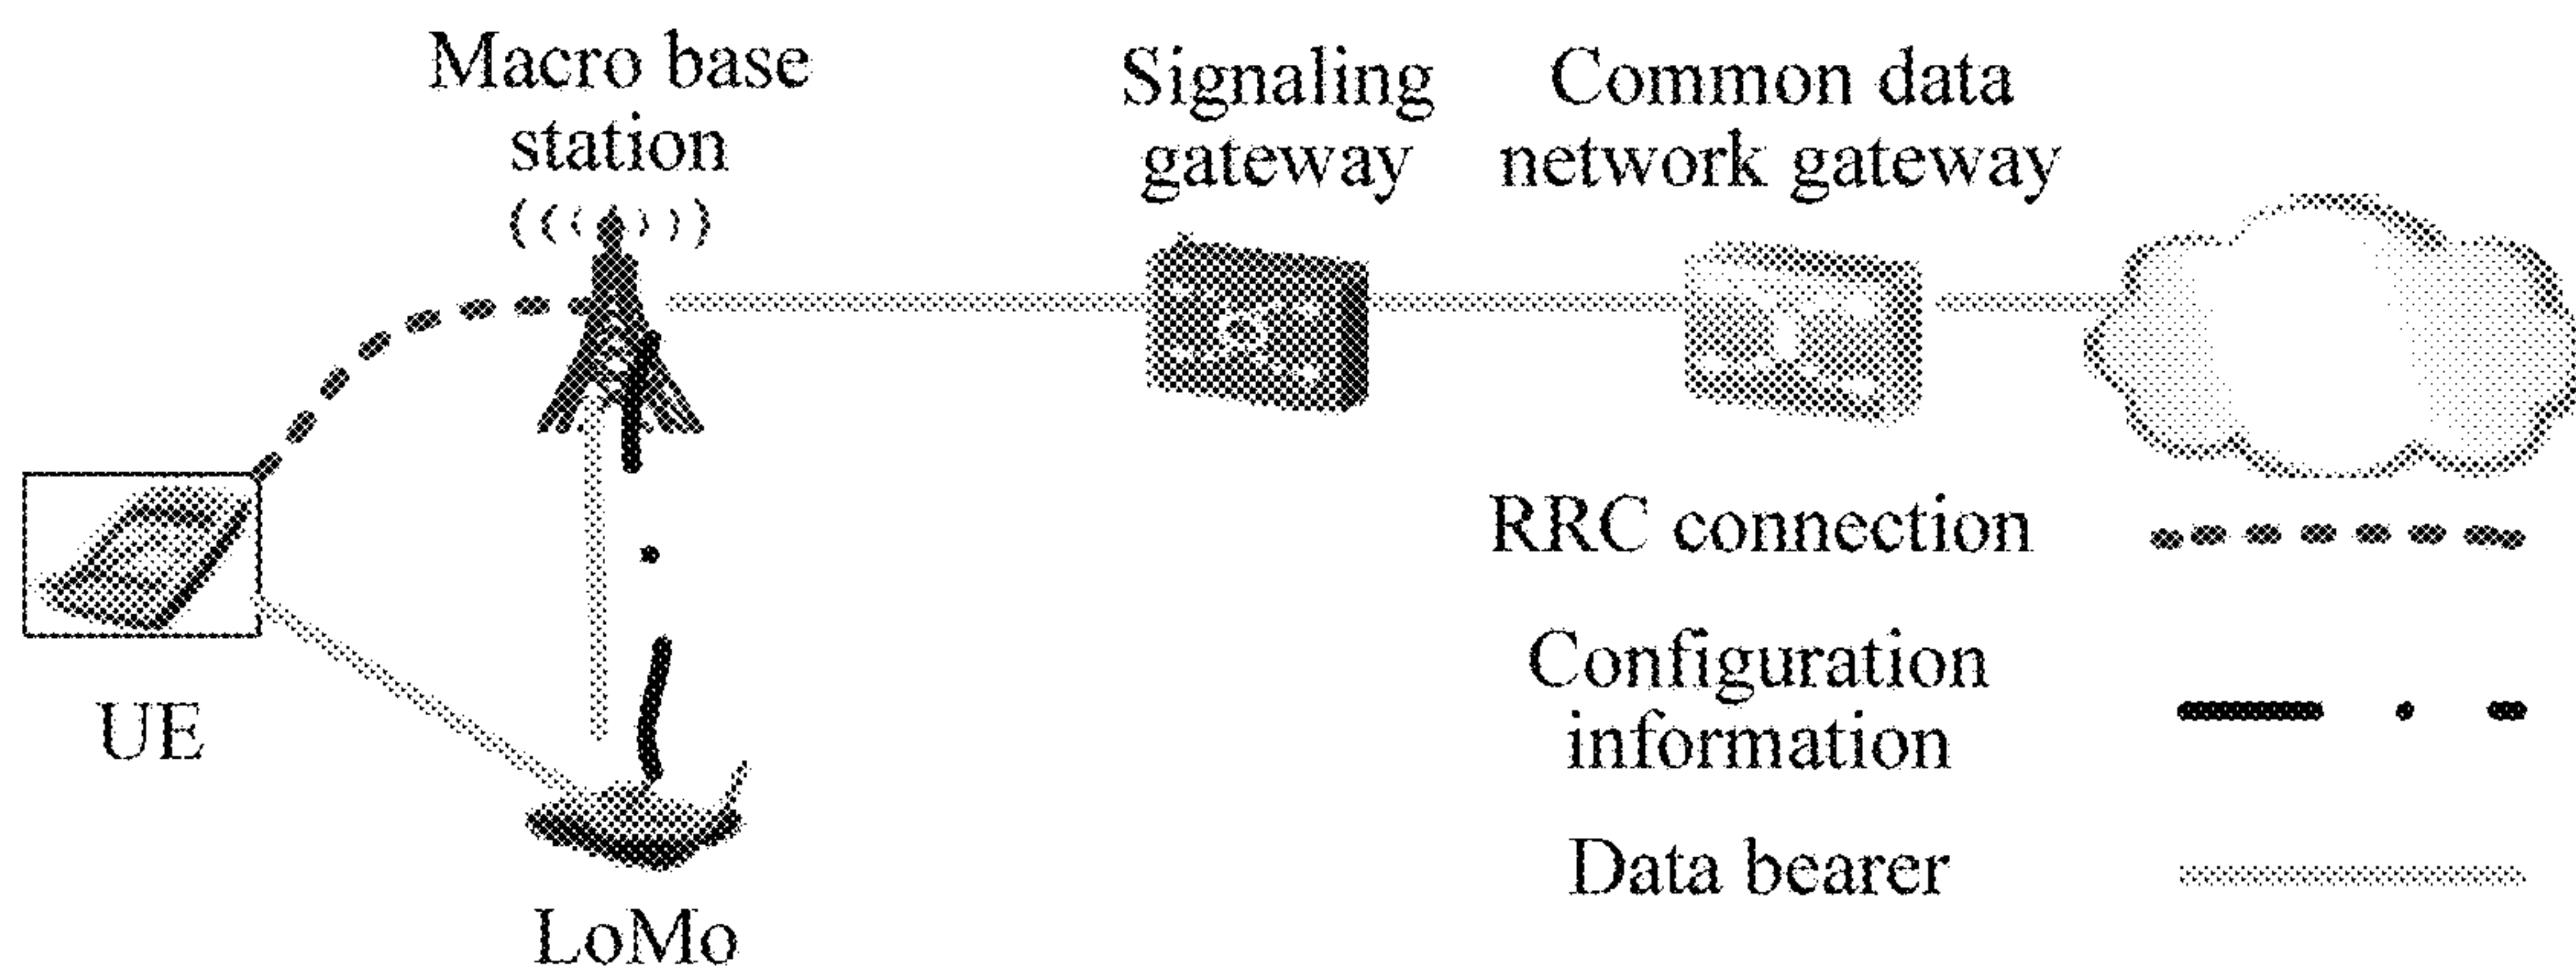 Macro base
station
Signaling
gateway
Common data
network gateway
UE
LoMo
RRC connection
Configuration
information
Data bearer